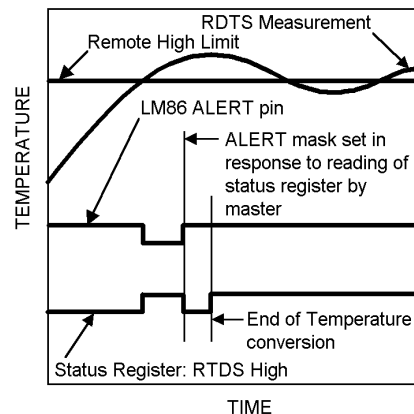 RDTS Measurement
Remote High Limit
LM86 ALERT pin
ALERT mask set in
response to reading of
status register by
master
TEMPERATURE
End of Temperature
conversion
Status Register: RTDS High
TIME